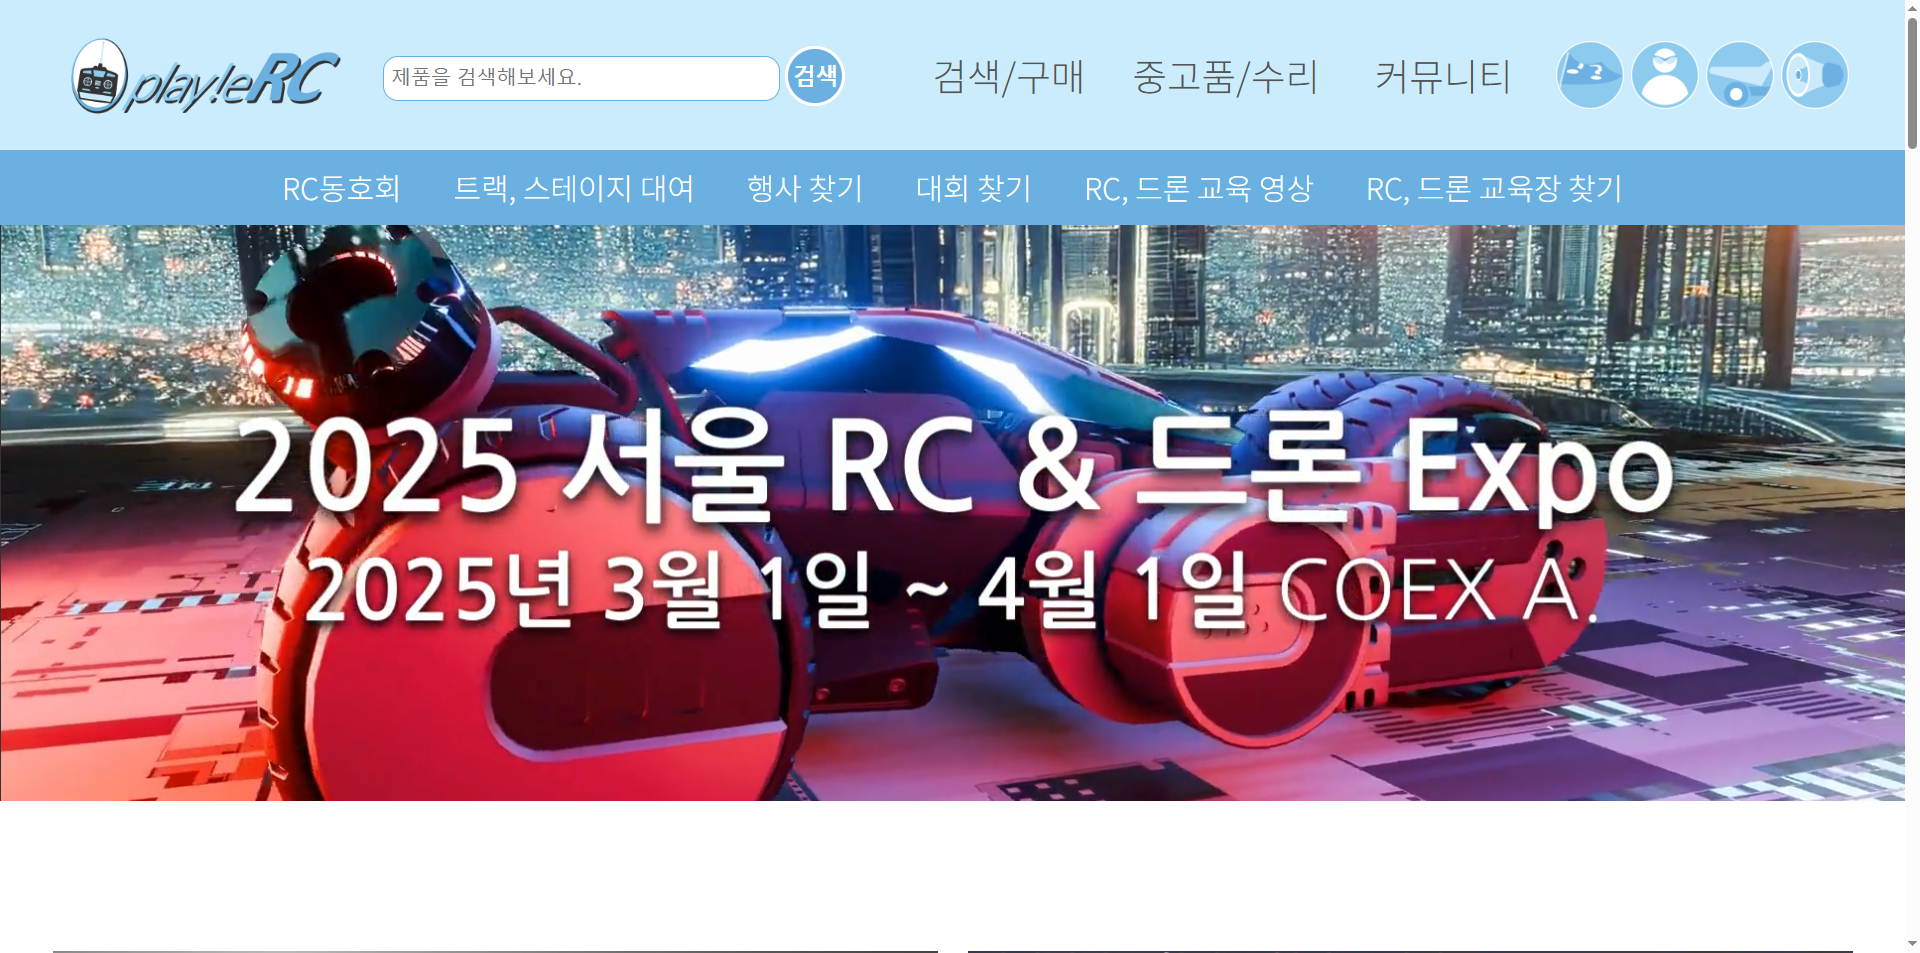 play!eRC
제품을 검색해보세요.
검색
검색/구매
중고품/수리
커뮤니티
RC동호회
트랙, 스테이지 대여
행사 찾기
대회 찾기
RC, 드론 교육 영상
RC, 드론 교육장 찾기
2025 서울 RC & 드론 Expo
2025년 3월 1일 ~ 4월 1일 COEX A.